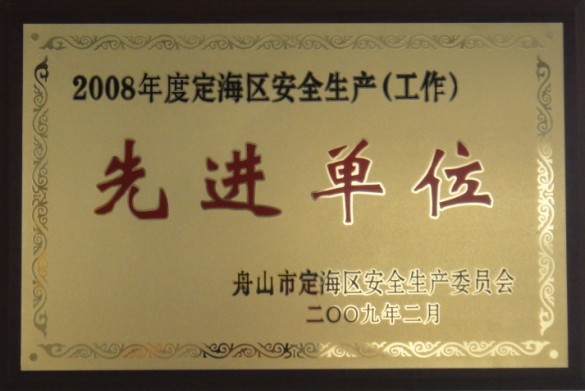 2008年度定海区安全生产(工作)
先进单位
舟山市定海区安全生产委员会
二〇〇九年二月